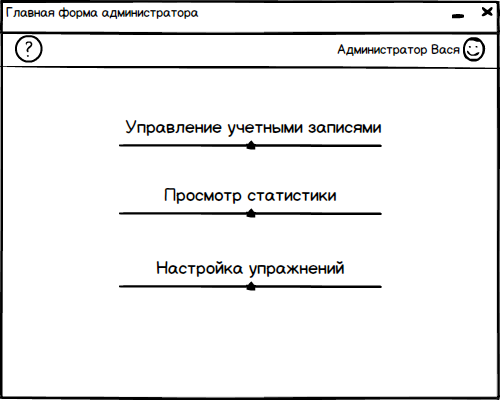 Главная форма администратора
?
Администратор Вася
Управление учетными записями
Просмотр статистики
Настройка упражнений